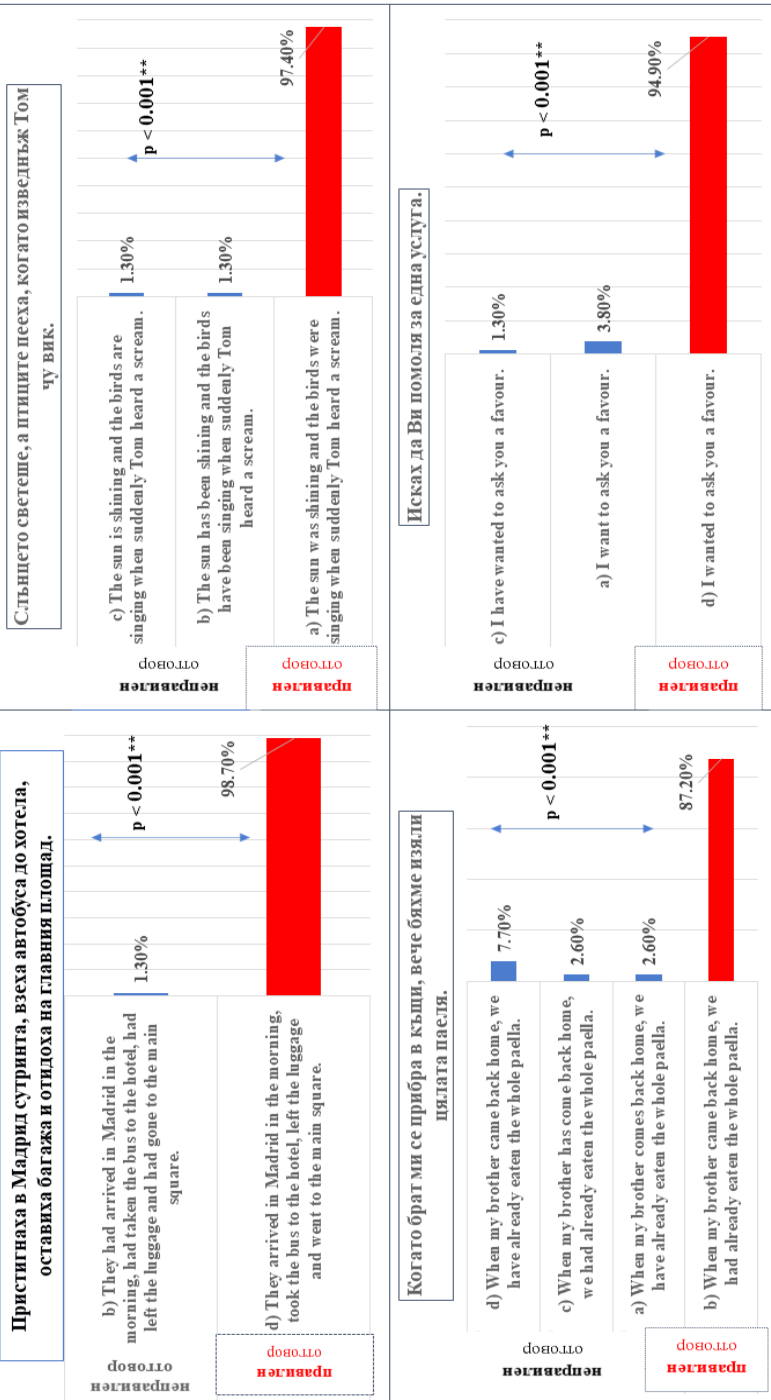 Пристигнаха в Мадрид сутринта, взеха автобуса до хотела,
оставиха багажа и отидоха на главния площад.
неправилен
отговор
b) They had arrived in Madrid in the
morning, had taken the bus to the hotel, had
left the luggage and had gone to the main
square.
1.30%
p < 0.001**
правилен
отговор
d) They arrived in Madrid in the morning,
took the bus to the hotel, left the luggage
and went to the main square.
98.70%
Слънцето светеше, а птиците пееха, когато изведнъж Том
чу вик.
неправилен
отговор
c) The sun is shining and the birds are
singing when suddenly Tom heard a scream.
1.30%
p < 0.001**
b) The sun has been shining and the birds
have been singing when suddenly Tom
heard a scream.
1.30%
правилен
отговор
a) The sun was shining and the birds were
singing when suddenly Tom heard a scream.
97.40%
Когато брат ми се прибра в къщи, вече бяхме изяли
цялата паеля.
неправилен
отговор
d) When my brother came back home, we
have already eaten the whole paella.
7.70%
p < 0.001**
c) When my brother has come back home,
we had already eaten the whole paella.
2.60%
a) When my brother comes back home, we
have already eaten the whole paella.
2.60%
правилен
отговор
b) When my brother came back home, we
had already eaten the whole paella.
87.20%
Исках да Ви помоля за една услуга.
неправилен
отговор
c) I have wanted to ask you a favour.
1.30%
p < 0.001**
a) I want to ask you a favour.
3.80%
правилен
отговор
d) I wanted to ask you a favour.
94.90%